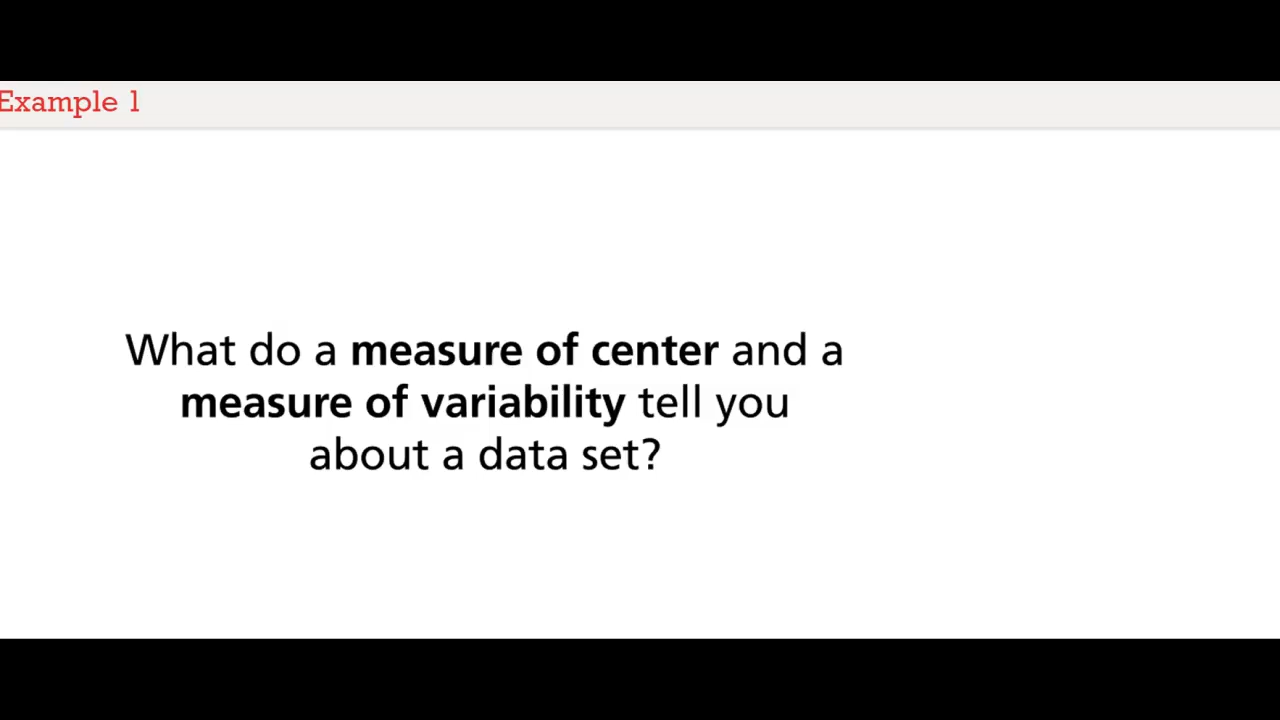 Example 1
What do a measure of center and a
measure of variability tell you
about a data set?